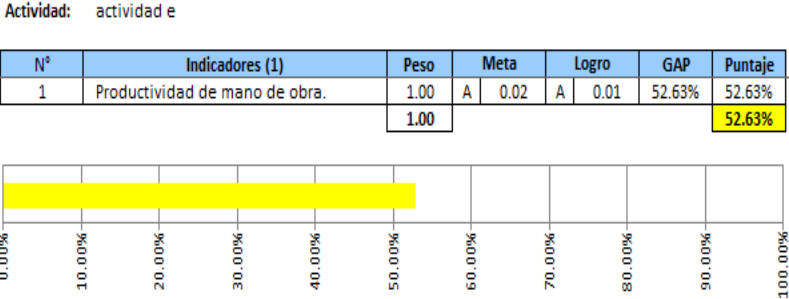 Actividad: actividad e
Nº Indicadores (1) Peso Meta Logro GAP Puntaje
1 Productividad de mano de obra. 1.00 A 0.02 A 0.01 52.63% 52.63%
1.00 52.63%
0.00% 10.00% 20.00% 30.00% 40.00% 50.00% 60.00% 70.00% 80.00% 90.00% 100.00%